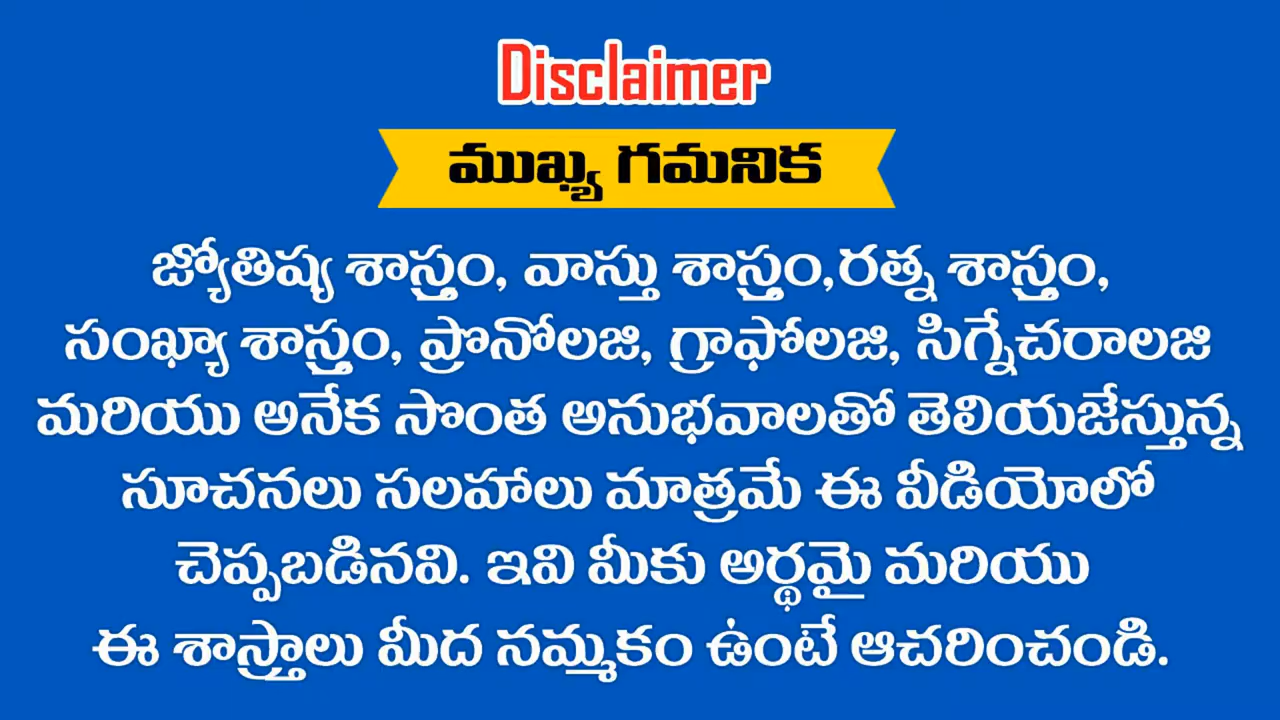 Disclaimer
ముఖ్య గమనిక
జ్యోతిష్య శాస్త్రం, వాస్తు శాస్త్రం,రత్న శాస్త్రం,
సంఖ్యా శాస్త్రం, ప్రొనోలజి, గ్రాఫోలజి, సిగ్నేచరాలజి
మరియు అనేక సొంత అనుభవాలతో తెలియజేస్తున్న
సూచనలు సలహాలు మాత్రమే ఈ వీడియోలో
చెప్పబడినవి. ఇవి మీకు అర్థమై మరియు
ఈ శాస్త్రాలు మీద నమ్మకం ఉంటే ఆచరించండి.